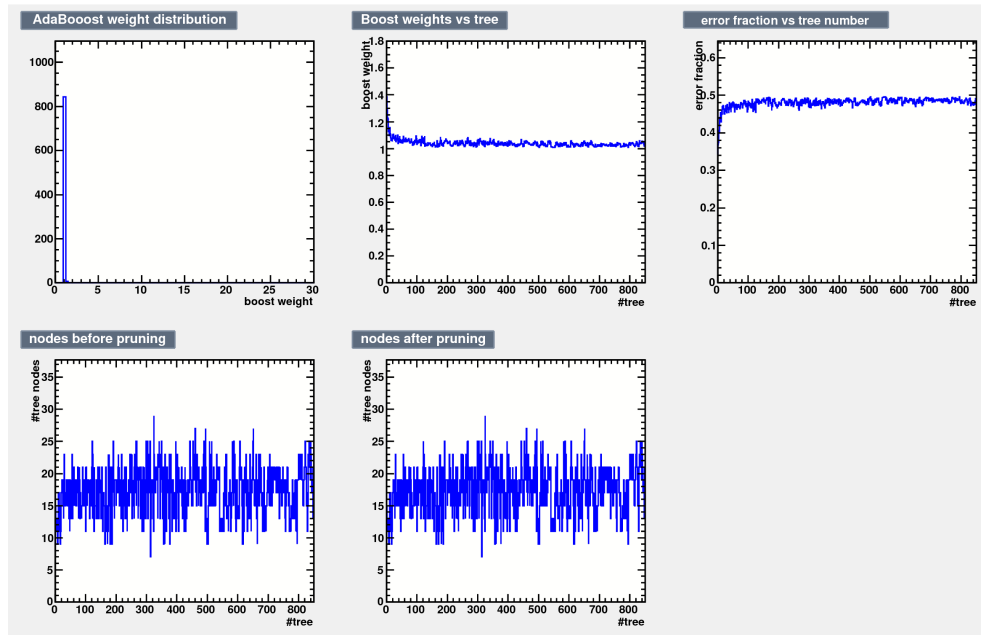 AdaBooost weight distribution
1000
800
600
400
200
0
0 5 10 15 20 25 30
boost weight
Boost weights vs tree
boost weight
1.8
1.6
1.4
1.2
1
0.8
0.6
0.4
0.2
0
0 100 200 300 400 500 600 700 800
#tree
error fraction vs tree number
error fraction
0.6
0.5
0.4
0.3
0.2
0.1
0
0 100 200 300 400 500 600 700 800
#tree
nodes before pruning
#tree nodes
35
30
25
20
15
10
5
0
0 100 200 300 400 500 600 700 800
#tree
nodes after pruning
#tree nodes
35
30
25
20
15
10
5
0
0 100 200 300 400 500 600 700 800
#tree